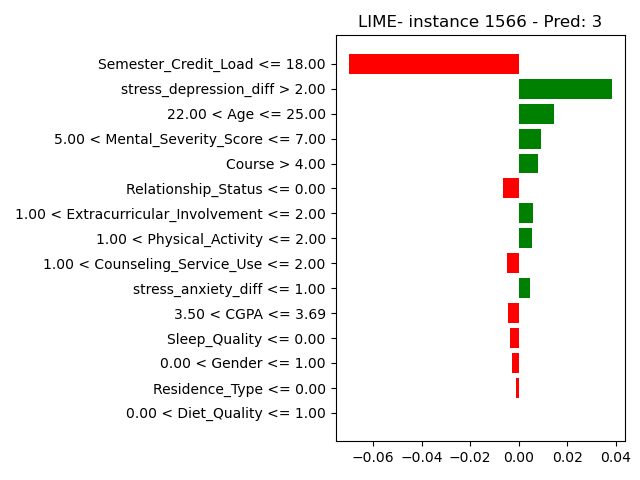 LIME- instance 1566 - Pred: 3
Semester_Credit_Load <= 18.00
stress_depression_diff > 2.00
22.00 < Age <= 25.00
5.00 < Mental_Severity_Score <= 7.00
Course > 4.00
Relationship_Status <= 0.00
1.00 < Extracurricular_Involvement <= 2.00
1.00 < Physical_Activity <= 2.00
1.00 < Counseling_Service_Use <= 2.00
stress_anxiety_diff <= 1.00
3.50 < CGPA <= 3.69
Sleep_Quality <= 0.00
0.00 < Gender <= 1.00
Residence_Type <= 0.00
0.00 < Diet_Quality <= 1.00
−0.06 −0.04 −0.02 0.00 0.02 0.04